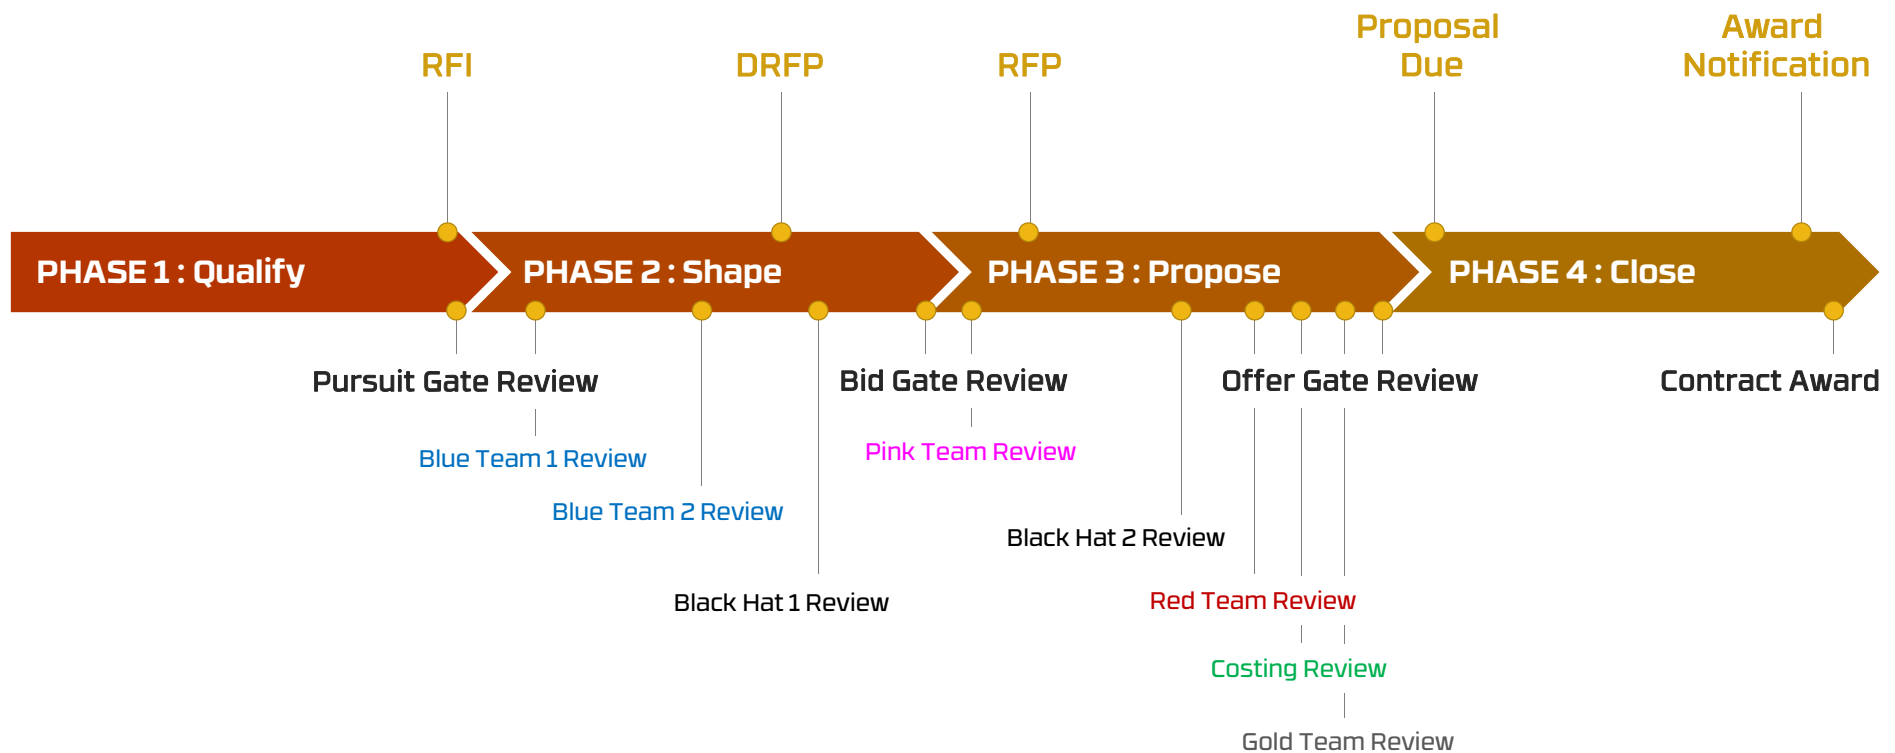 RFI
DRFP
RFP
Proposal
Due
Award
Notification
PHASE 1 : Qualify
PHASE 2 : Shape
PHASE 3 : Propose
PHASE 4 : Close
Pursuit Gate Review
Bid Gate Review
Offer Gate Review
Contract Award
Blue Team 1 Review
Pink Team Review
Blue Team 2 Review
Black Hat 2 Review
Black Hat 1 Review
Red Team Review
Costing Review
Gold Team Review